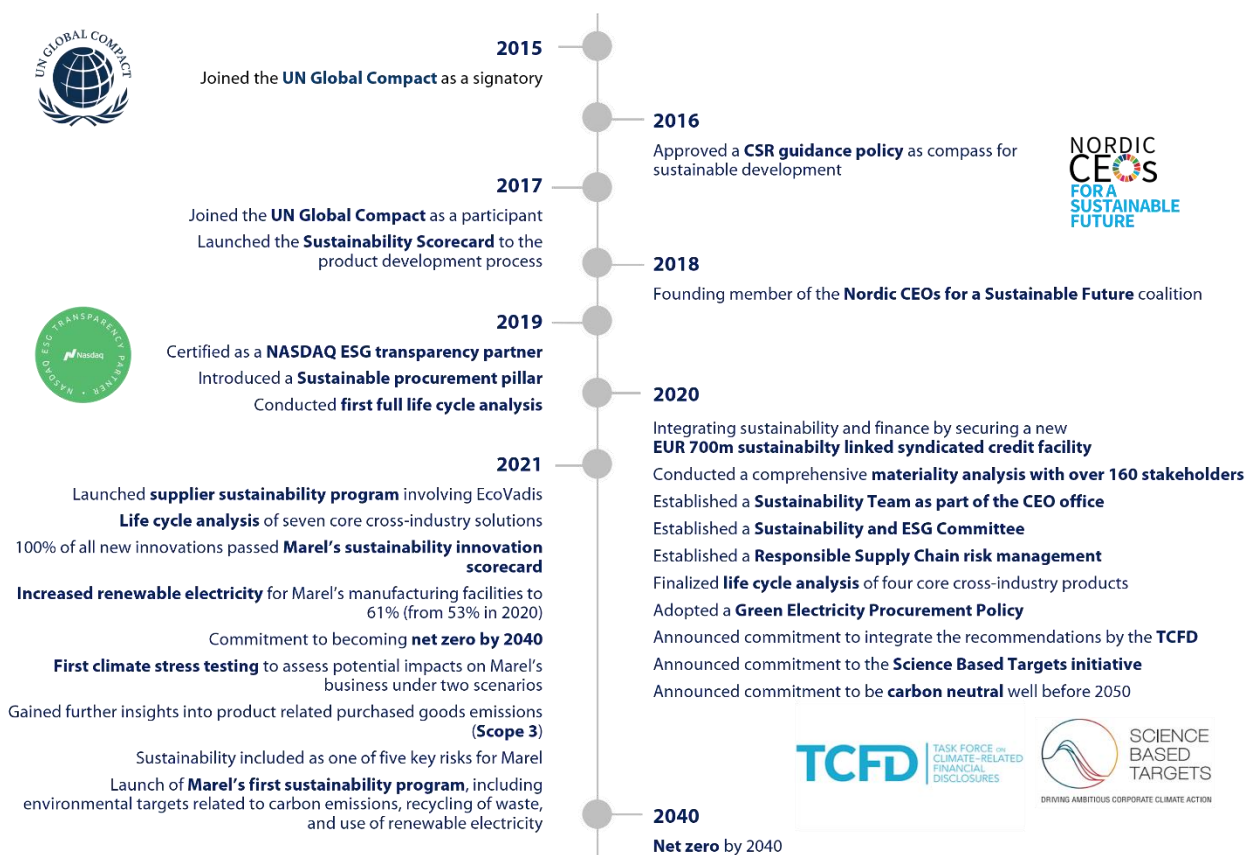 UN GLOBAL COMPACT
2015
Joined the UN Global Compact as a signatory
2016
Approved a CSR guidance policy as compass for
sustainable development
NORDIC
CEOs
FOR A
SUSTAINABLE
FUTURE
2017
Joined the UN Global Compact as a participant
Launched the Sustainability Scorecard to the
product development process
2018
Founding member of the Nordic CEOs for a Sustainable Future coalition
NASDAQ ESG TRANSPARENCY PARTNER
Nasdaq
2019
Certified as a NASDAQ ESG transparency partner
Introduced a Sustainable procurement pillar
Conducted first full life cycle analysis
2020
Integrating sustainability and finance by securing a new
EUR 700m sustainabilty linked syndicated credit facility
Conducted a comprehensive materiality analysis with over 160 stakeholders
Established a Sustainability Team as part of the CEO office
Established a Sustainability and ESG Committee
Established a Responsible Supply Chain risk management
Finalized life cycle analysis of four core cross-industry products
Adopted a Green Electricity Procurement Policy
Announced commitment to integrate the recommendations by the TCFD
Announced commitment to the Science Based Targets initiative
Announced commitment to be carbon neutral well before 2050
2021
Launched supplier sustainability program involving EcoVadis
Life cycle analysis of seven core cross-industry solutions
100% of all new innovations passed Marel's sustainability innovation
scorecard
Increased renewable electricity for Marel's manufacturing facilities to
61% (from 53% in 2020)
Commitment to becoming net zero by 2040
First climate stress testing to assess potential impacts on Marel's
business under two scenarios
Gained further insights into product related purchased goods emissions
(Scope 3)
Sustainability included as one of five key risks for Marel
Launch of Marel's first sustainability program, including
environmental targets related to carbon emissions, recycling of waste,
and use of renewable electricity
TCFD
TASK FORCE ON
CLIMATE-RELATED
FINANCIAL
DISCLOSURES
SCIENCE
BASED
TARGETS
DRIVING AMBITIOUS CORPORATE CLIMATE ACTION
2040
Net zero by 2040